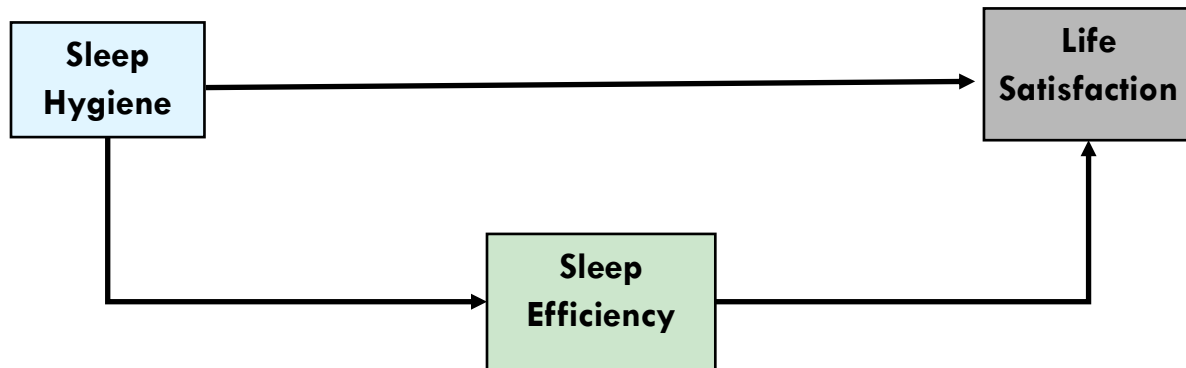 Sleep
Hygiene
Life
Satisfaction
Sleep
Efficiency